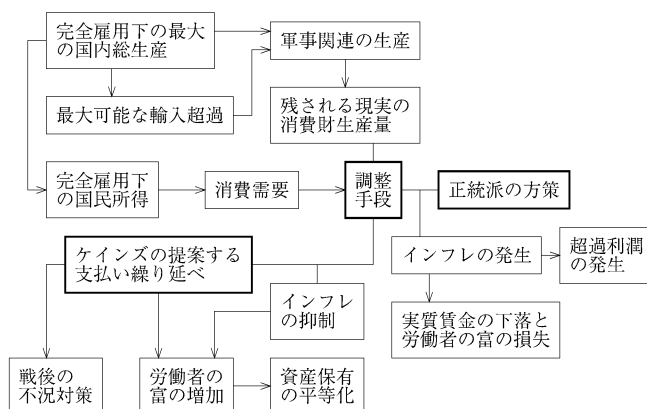 完全雇用下の最大
の国内総生産
軍事関連の生産
最大可能な輸入超過
残される現実の
消費財生産量
完全雇用下
の国民所得
消費需要
調整
手段
正統派の方策
ケインズの提案する
支払い繰り延べ
インフレの発生
超過利潤
の発生
インフレ
の抑制
実質賃金の下落と
労働者の富の損失
戦後の
不況対策
労働者の
富の増加
資産保有
の平等化